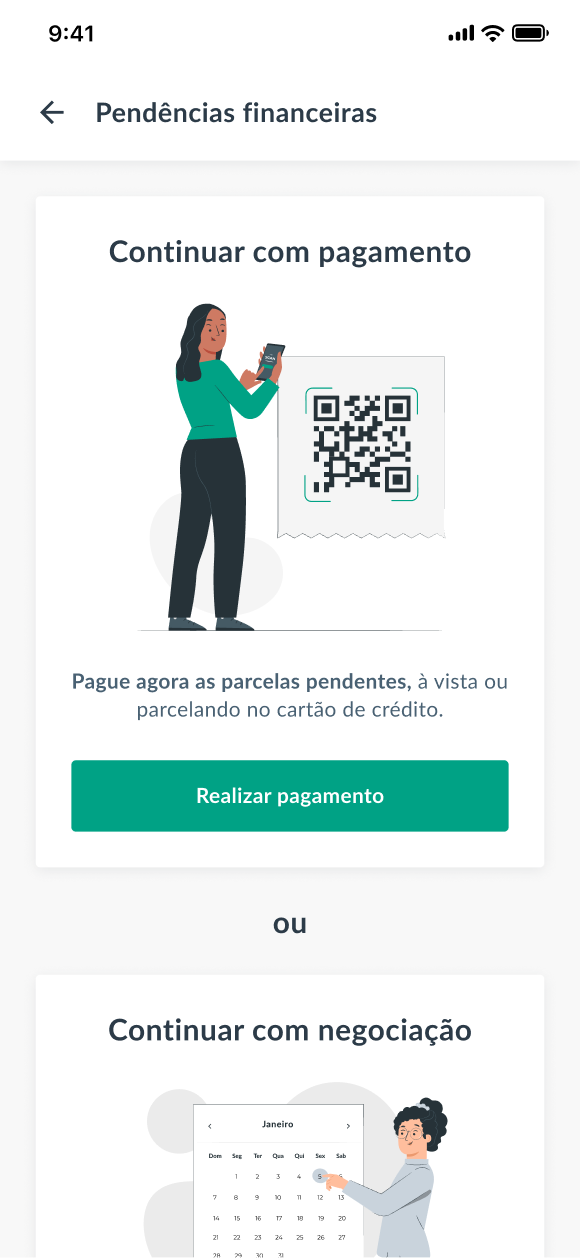 9:41
Pendências financeiras
Continuar com pagamento
SCAN
Pague agora as parcelas pendentes, à vista ou
parcelando no cartão de crédito.
Realizar pagamento
ou
Continuar com negociação
‹ Janeiro ›
Dom Seg Ter Qua Qui Sex Sab
1 2 3 4 5 6
7 8 9 10 11 12 13
14 15 16 17 18 19 20
21 22 23 24 25 26 27
28 29 30 31